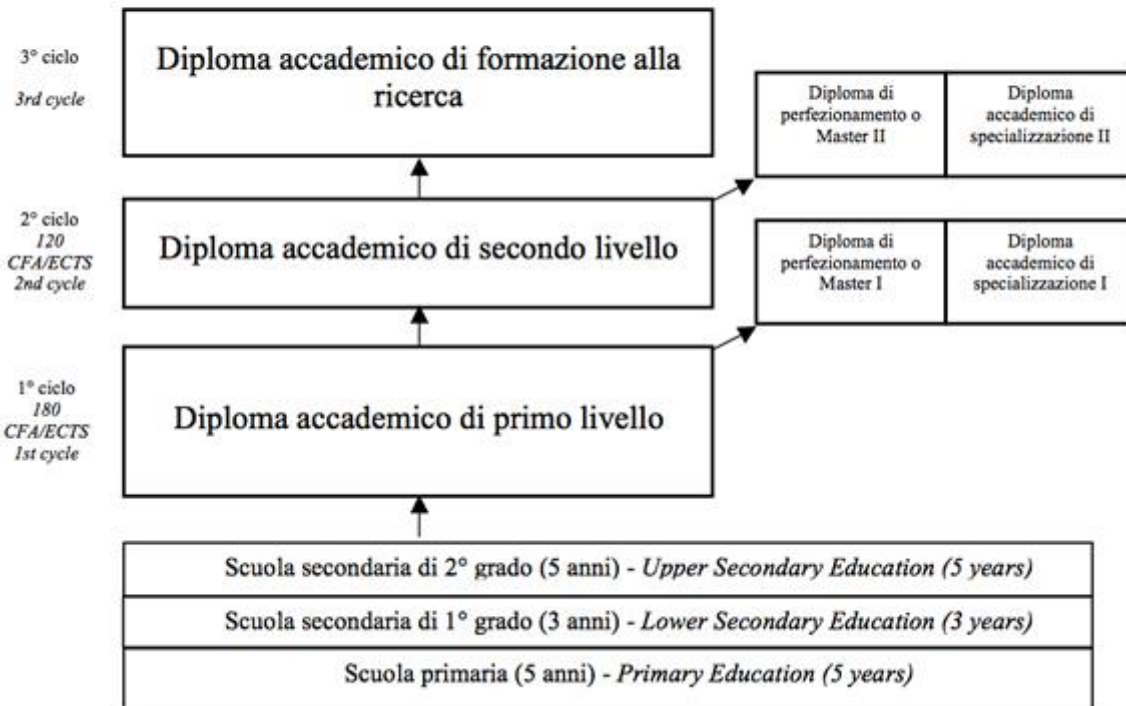 3° ciclo
3rd cycle
Diploma accademico di formazione alla
ricerca
Diploma di
perfezionamento o
Master II
Diploma
accademico di
specializzazione II
2° ciclo
120
CFA/ECTS
2nd cycle
Diploma accademico di secondo livello
Diploma di
perfezionamento o
Master I
Diploma
accademico di
specializzazione I
1° ciclo
180
CFA/ECTS
1st cycle
Diploma accademico di primo livello
Scuola secondaria di 2° grado (5 anni) - Upper Secondary Education (5 years)
Scuola secondaria di 1° grado (3 anni) - Lower Secondary Education (3 years)
Scuola primaria (5 anni) - Primary Education (5 years)